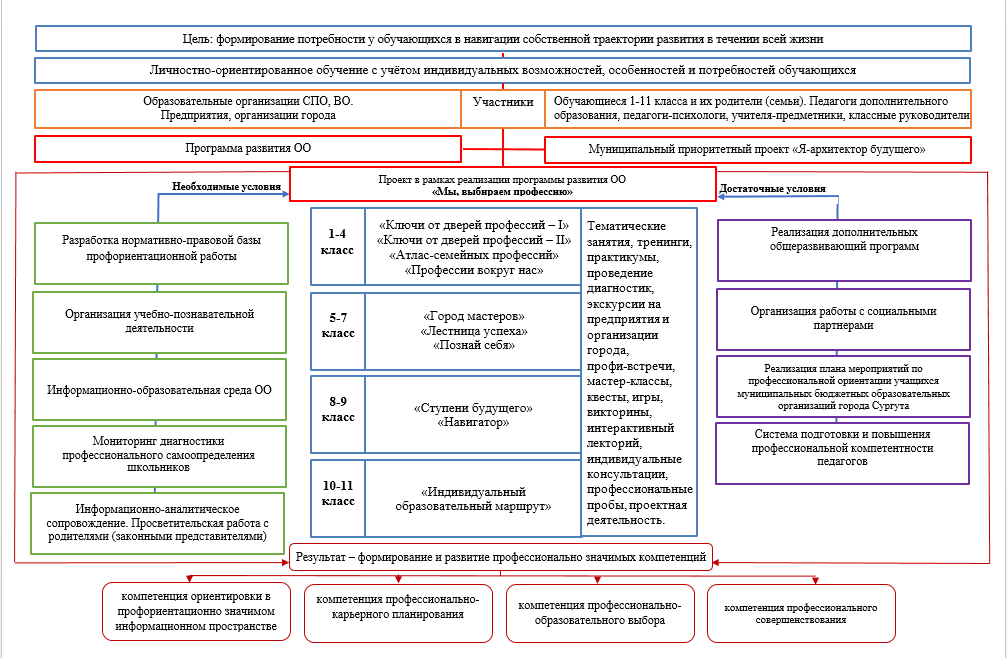 Цель: формирование потребности у обучающихся в навигации собственной траектории развития в течении всей жизни
Личностно-ориентированное обучение с учётом индивидуальных возможностей, особенностей и потребностей обучающихся
Образовательные организации СПО, ВО.
Предприятия, организации города
Участники
Обучающиеся 1-11 класса и их родители (семьи). Педагоги дополнительного
образования, педагоги-психологи, учителя-предметники, классные руководители
Программа развития ОО
Муниципальный приоритетный проект «Я-архитектор будущего»
Проект в рамках реализации программы развития ОО
«Мы, выбираем профессию»
Необходимые условия
Достаточные условия
Разработка нормативно-правовой базы
профориентационной работы
Организация учебно-познавательной
деятельности
Информационно-образовательная среда ОО
Мониторинг диагностики
профессионального самоопределения
школьников
Информационно-аналитическое
сопровождение. Просветительская работа с
родителями (законными представителями)
1-4
класс
«Ключи от дверей профессий – I»
«Ключи от дверей профессий – II»
«Атлас-семейных профессий»
«Профессии вокруг нас»
5-7
класс
«Город мастеров»
«Лестница успеха»
«Познай себя»
8-9
класс
«Ступени будущего»
«Навигатор»
10-11
класс
«Индивидуальный
образовательный маршрут»
Тематические
занятия, тренинги,
практикумы,
проведение
диагностик,
экскурсии на
предприятия и
организации
города,
профи-встречи,
мастер-классы,
квесты, игры,
викторины,
интерактивный
лекторий,
индивидуальные
консультации,
профессиональные
пробы, проектная
деятельность.
Реализация дополнительных
общеразвивающий программ
Организация работы с социальными
партнерами
Реализация плана мероприятий по
профессиональной ориентации учащихся
муниципальных бюджетных образовательных
организаций города Сургута
Система подготовки и повышения
профессиональной компетентности
педагогов
Результат – формирование и развитие профессионально значимых компетенций
компетенция ориентировки в
профориентационно значимом
информационном пространстве
компетенция профессионально-
карьерного планирования
компетенция профессионально-
образовательного выбора
компетенция профессионального
совершенствования